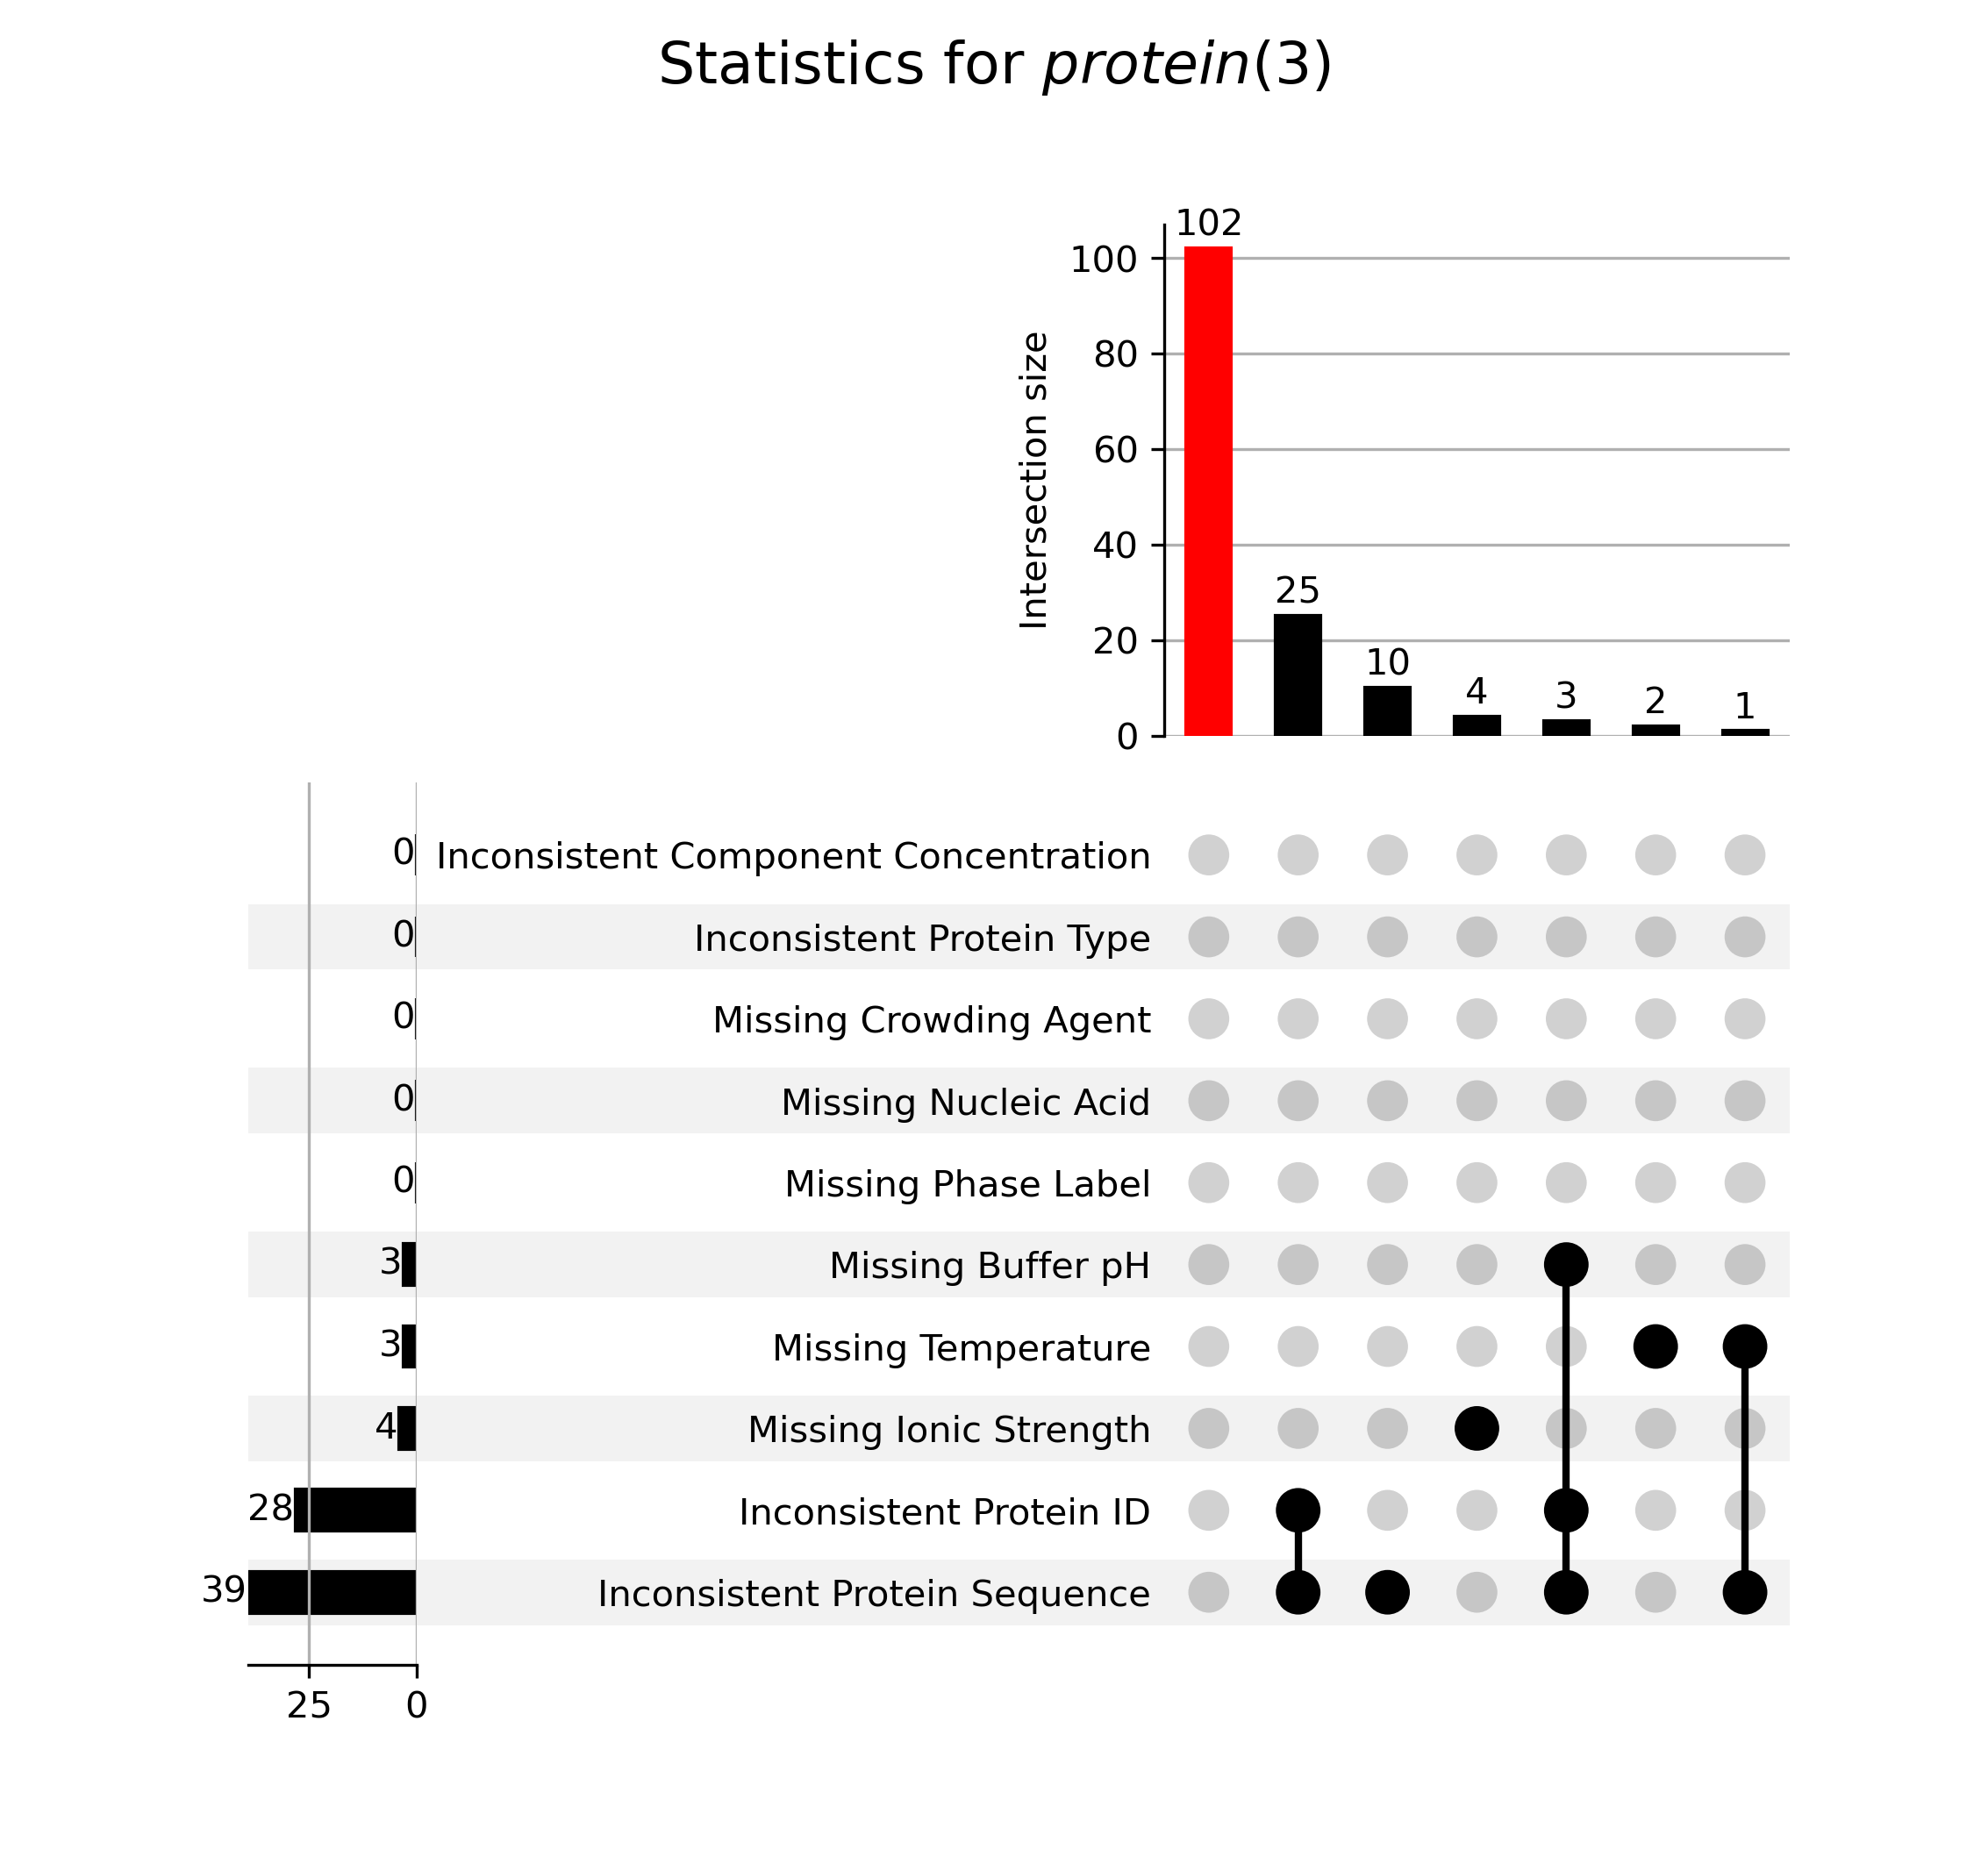 Statistics for protein(3)
102
100
80
60
40
20
0
Intersection size
25
10
4
3
2
1
0 Inconsistent Component Concentration
0 Inconsistent Protein Type
0 Missing Crowding Agent
0 Missing Nucleic Acid
0 Missing Phase Label
3 Missing Buffer pH
3 Missing Temperature
4 Missing Ionic Strength
28 Inconsistent Protein ID
39 Inconsistent Protein Sequence
25 0